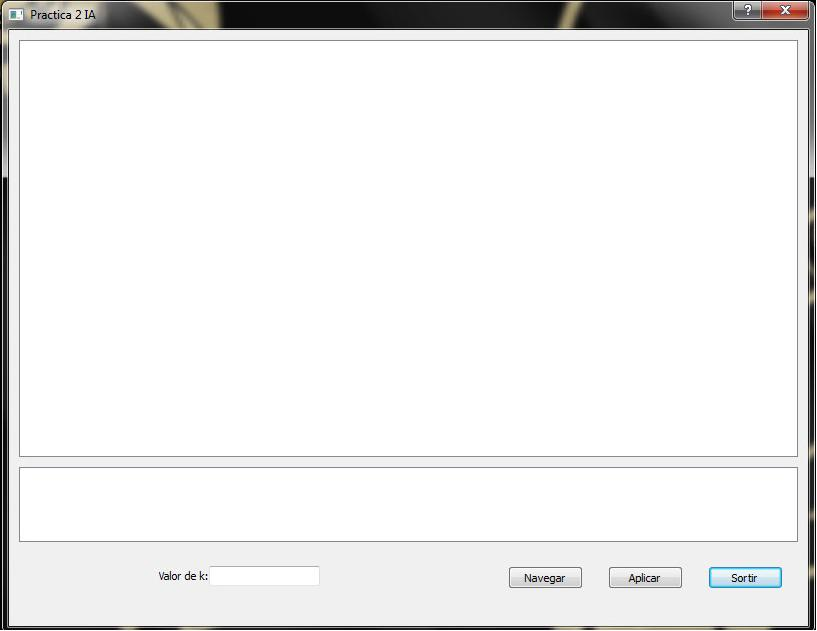 Practica 2 IA
?
Valor de k:
Navegar
Aplicar
Sortir